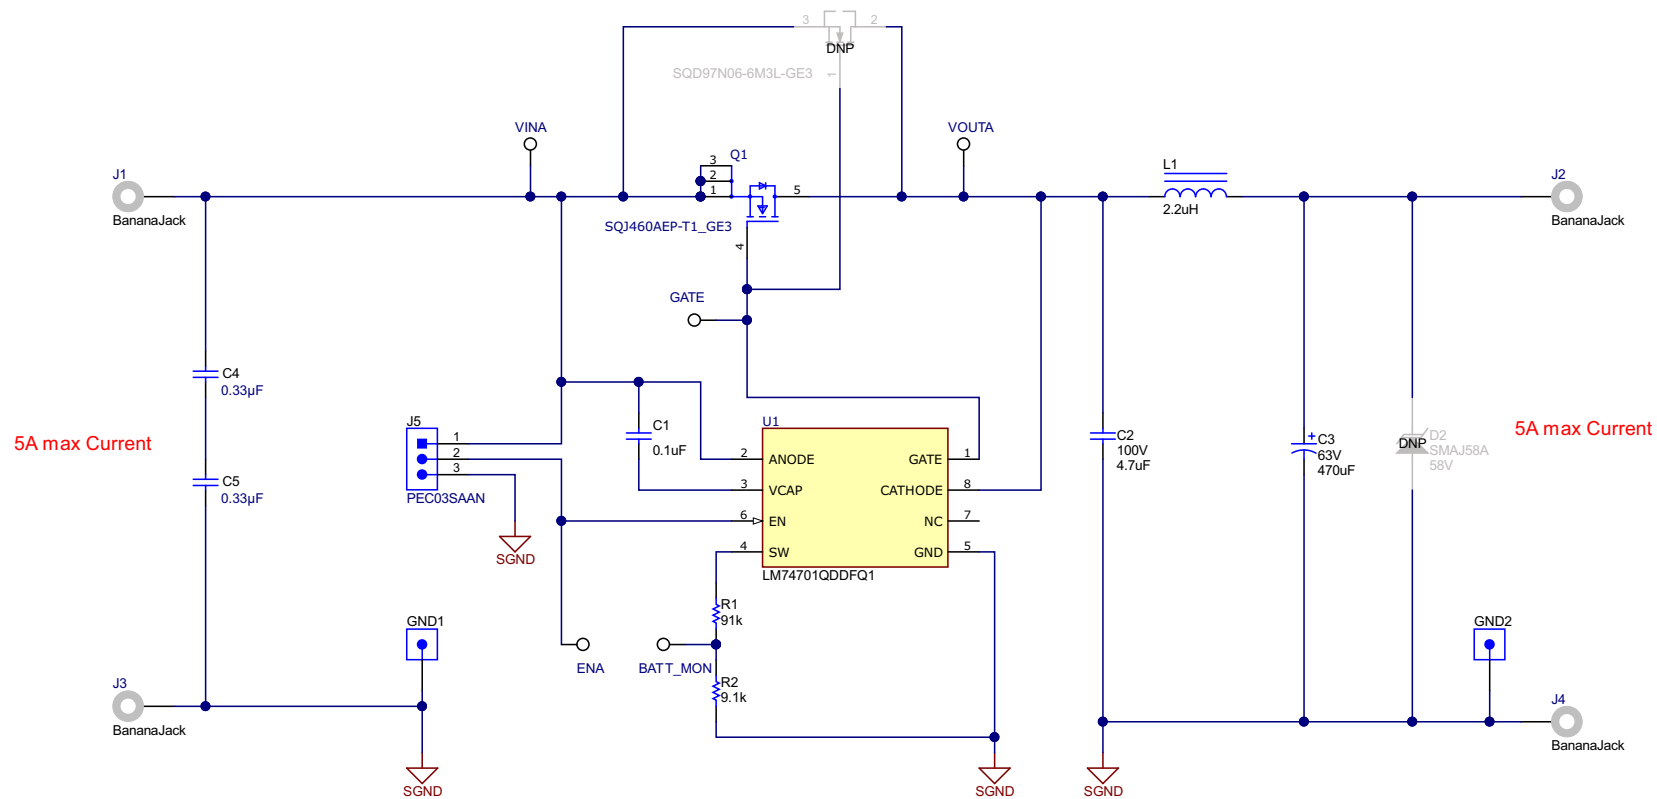 3
2
DNP
SQD97N06-6M3L-GE3
1
VINA
VOUTA
J1
BananaJack
3
2
1
Q1
5
SQJ460AEP-T1_GE3
4
L1
2.2uH
J2
BananaJack
GATE
C4
0.33µF
C5
0.33µF
5A max Current
J5
1
2
3
PEC03SAAN
SGND
C1
0.1uF
U1
2 ANODE
3 VCAP
6 EN
4 SW
GATE 1
CATHODE 8
NC 7
GND 5
LM74701QDDFQ1
C2
100V
4.7uF
C3
63V
470uF
+
DNP
D2
SMAJ58A
58V
5A max Current
R1
91k
ENA
BATT_MON
R2
9.1k
GND1
GND2
J3
BananaJack
J4
BananaJack
SGND
SGND
SGND